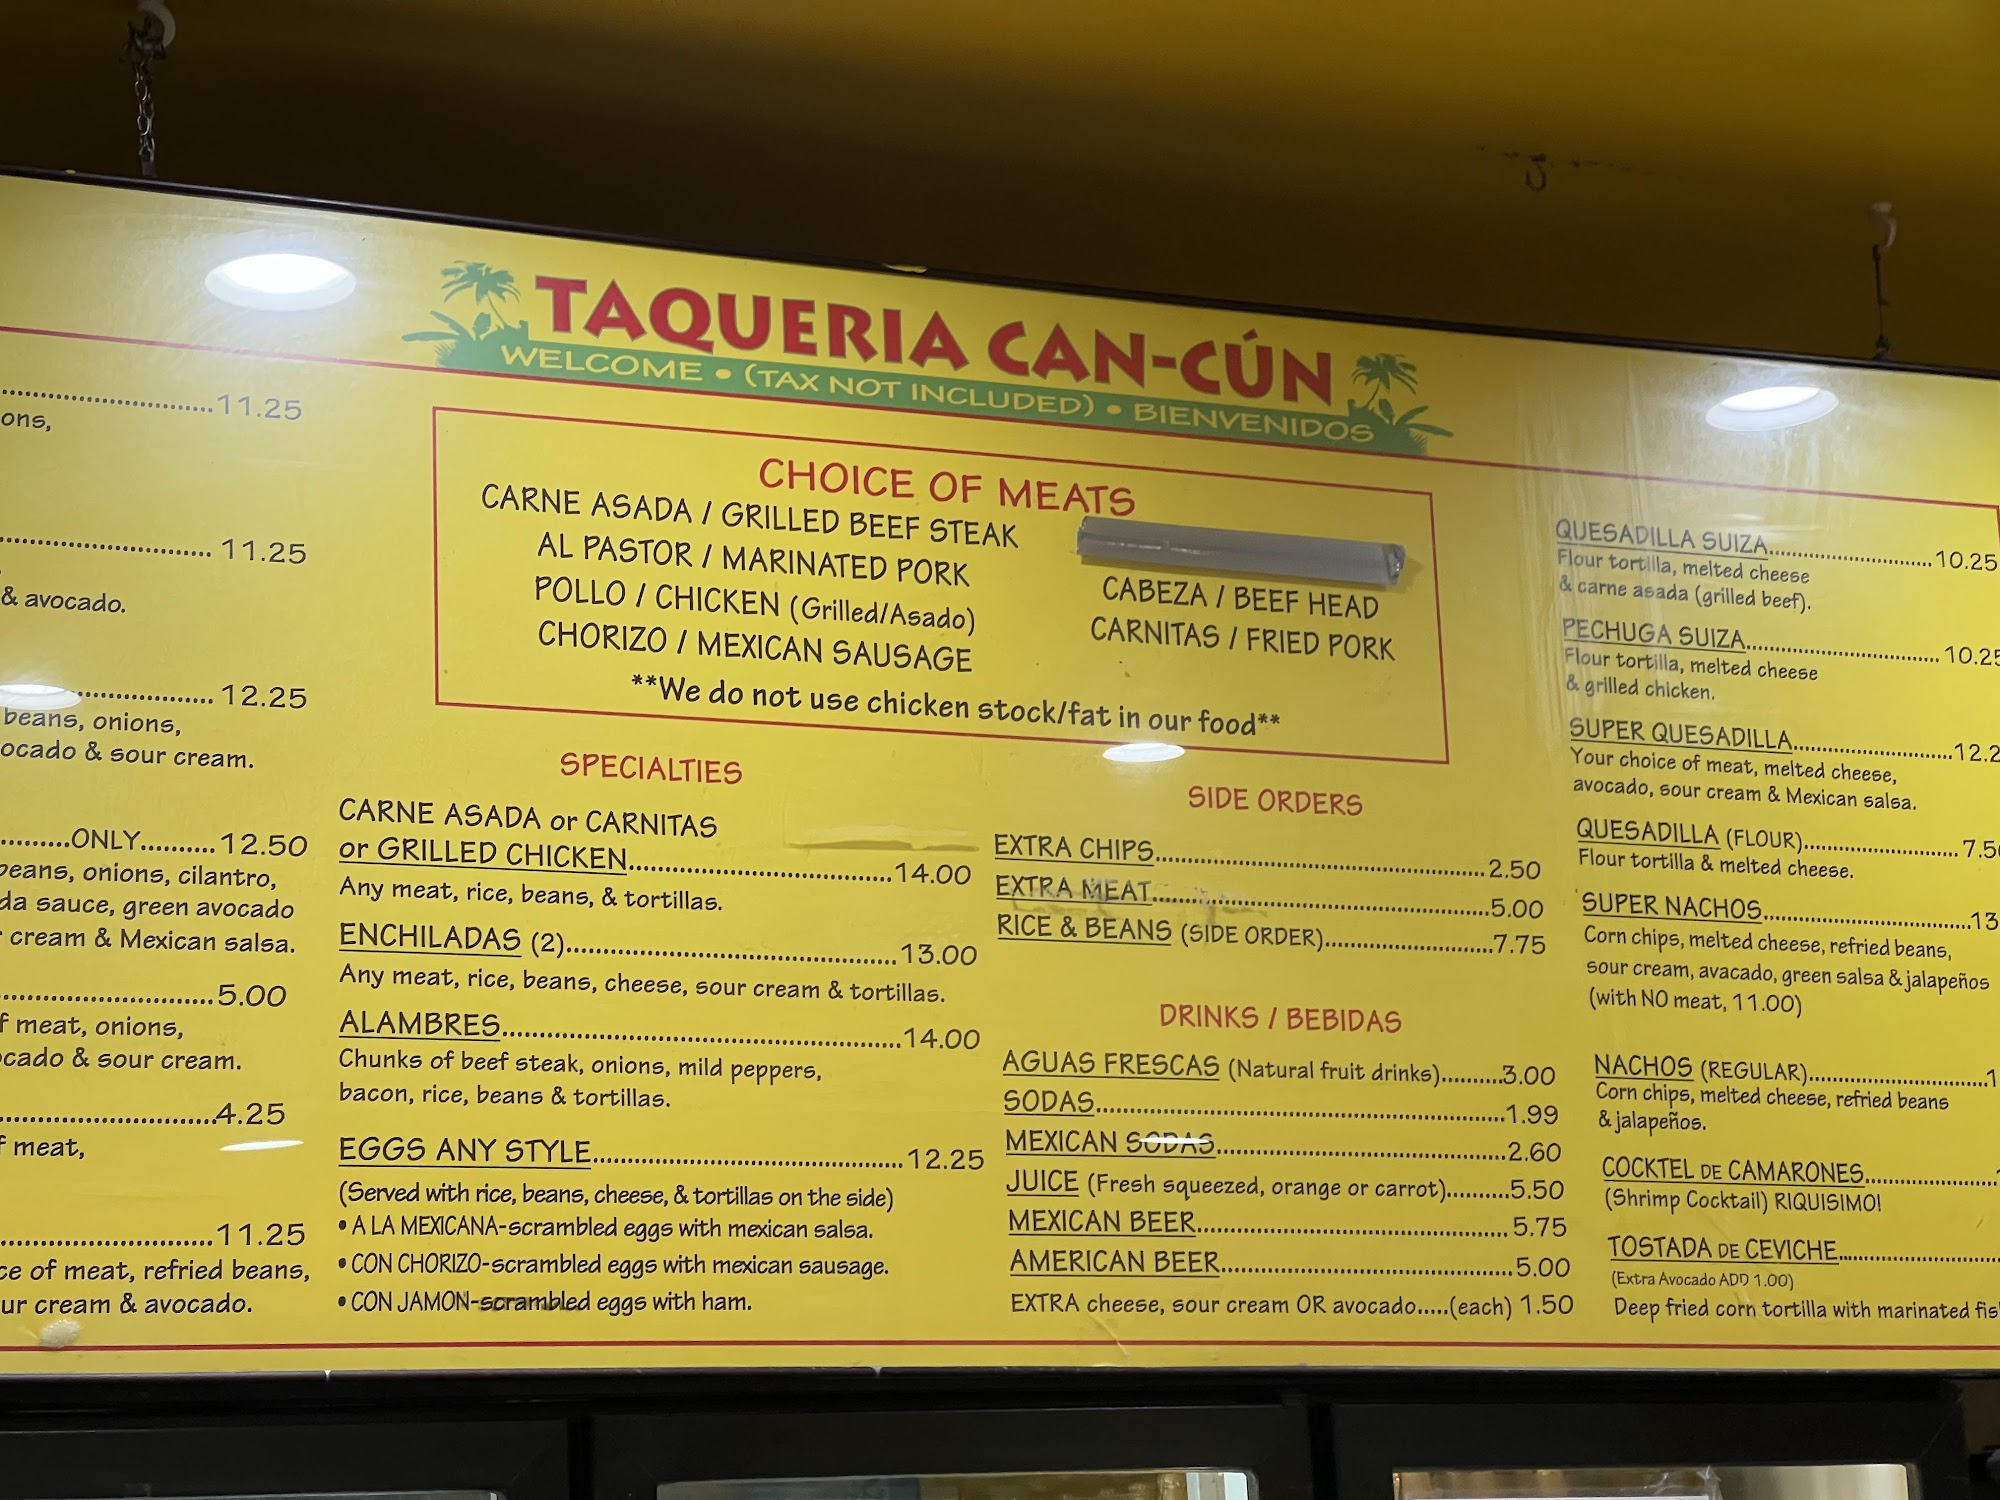 TAQUERIA CAN-CÚN
WELCOME • (TAX NOT INCLUDED) • BIENVENIDOS
..........11.25
ons,
..........11.25
& avocado.
..........12.25
beans, onions,
ocado & sour cream.
..........ONLY..........12.50
beans, onions, cilantro,
da sauce, green avocado
cream & Mexican salsa.
..........5.00
f meat, onions,
ocado & sour cream.
..........4.25
f meat,
..........11.25
ce of meat, refried beans,
ur cream & avocado.
CHOICE OF MEATS
CARNE ASADA / GRILLED BEEF STEAK
AL PASTOR / MARINATED PORK
POLLO / CHICKEN (Grilled/Asado)
CHORIZO / MEXICAN SAUSAGE
CABEZA / BEEF HEAD
CARNITAS / FRIED PORK
**We do not use chicken stock/fat in our food**
SPECIALTIES
CARNE ASADA or CARNITAS
or GRILLED CHICKEN..........14.00
Any meat, rice, beans, & tortillas.
ENCHILADAS (2)..........13.00
Any meat, rice, beans, cheese, sour cream & tortillas.
ALAMBRES..........14.00
Chunks of beef steak, onions, mild peppers,
bacon, rice, beans & tortillas.
EGGS ANY STYLE..........12.25
(Served with rice, beans, cheese, & tortillas on the side)
• A LA MEXICANA-scrambled eggs with mexican salsa.
• CON CHORIZO-scrambled eggs with mexican sausage.
• CON JAMON-scrambled eggs with ham.
SIDE ORDERS
EXTRA CHIPS..........2.50
EXTRA MEAT..........5.00
RICE & BEANS (SIDE ORDER)..........7.75
DRINKS / BEBIDAS
AGUAS FRESCAS (Natural fruit drinks)..........3.00
SODAS..........1.99
MEXICAN SODAS..........2.60
JUICE (Fresh squeezed, orange or carrot)..........5.50
MEXICAN BEER..........5.75
AMERICAN BEER..........5.00
EXTRA cheese, sour cream OR avocado.....(each) 1.50
QUESADILLA SUIZA..........10.25
Flour tortilla, melted cheese
& carne asada (grilled beef).
PECHUGA SUIZA..........10.25
Flour tortilla, melted cheese
& grilled chicken.
SUPER QUESADILLA..........12.2
Your choice of meat, melted cheese,
avocado, sour cream & Mexican salsa.
QUESADILLA (FLOUR)..........7.5
Flour tortilla & melted cheese.
SUPER NACHOS..........13
Corn chips, melted cheese, refried beans,
sour cream, avacado, green salsa & jalapeños
(with NO meat, 11.00)
NACHOS (REGULAR)..........1
Corn chips, melted cheese, refried beans
& jalapeños.
COCKTEL DE CAMARONES..........
(Shrimp Cocktail) RIQUISIMO!
TOSTADA DE CEVICHE..........
(Extra Avocado ADD 1.00)
Deep fried corn tortilla with marinated fis